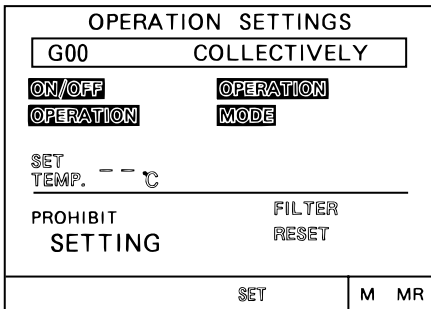 OPERATION SETTINGS
G00 COLLECTIVELY
ON/OFF OPERATION
OPERATION MODE
SET
TEMP. -- ℃
PROHIBIT FILTER
SETTING RESET
SET M MR